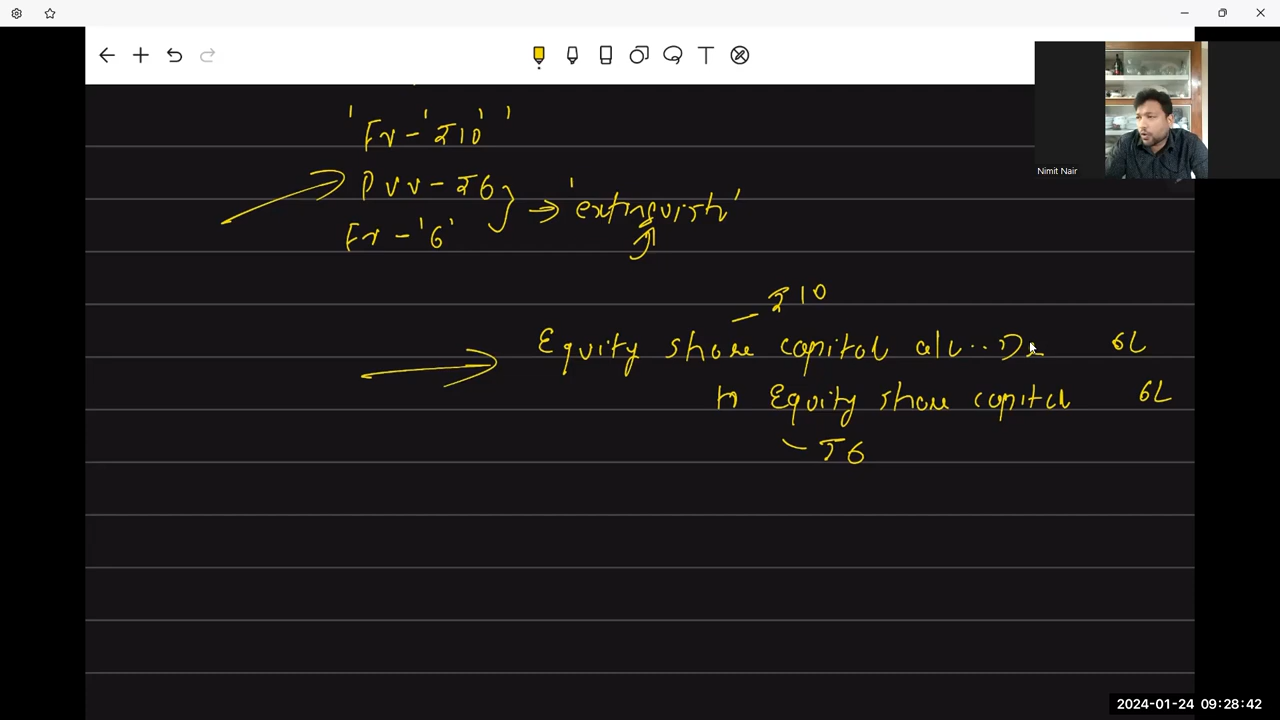 T
Nimit Nair
'Fv - '₹10' '
Pvv - ₹6 } → 'extinguish'
Fv - '6'
- ₹10
Equity share capital a/c... Dr 6L
to Equity share capital 6L
- ₹6
2024-01-24 09:28:42